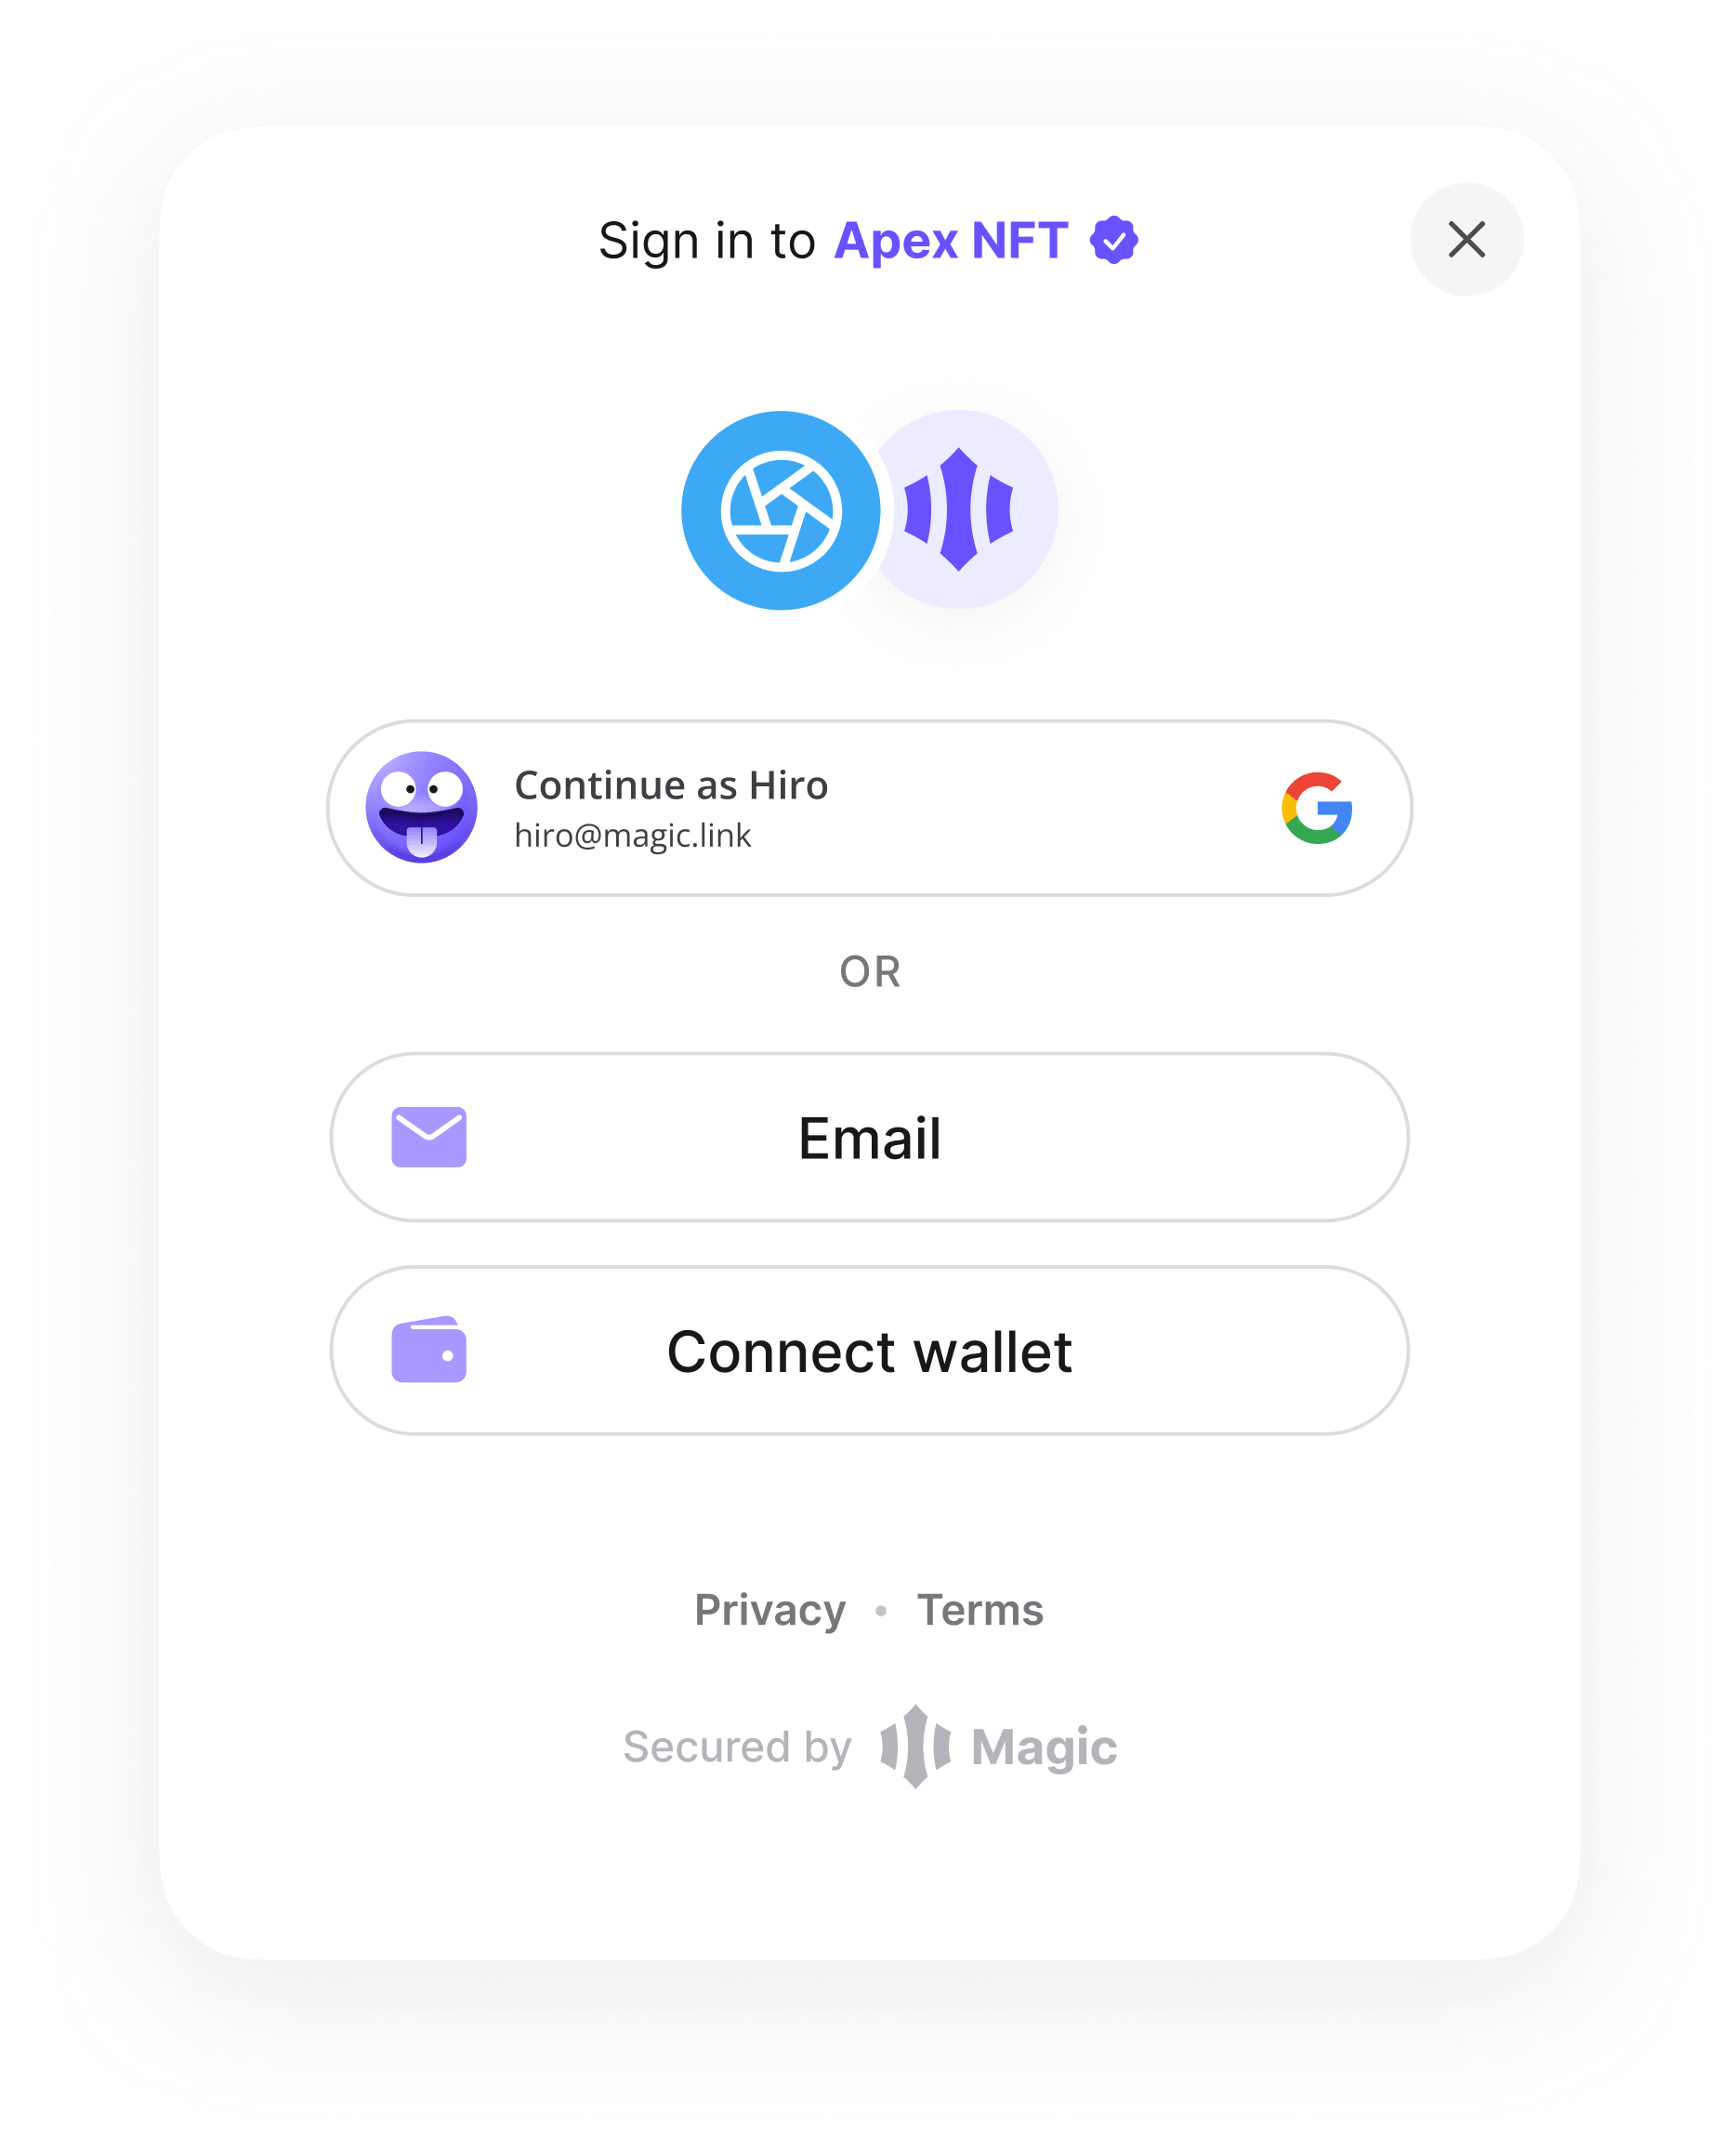 Sign in to Apex NFT
Continue as Hiro
hiro@magic.link
OR
Email
Connect wallet
Privacy • Terms
Secured by Magic